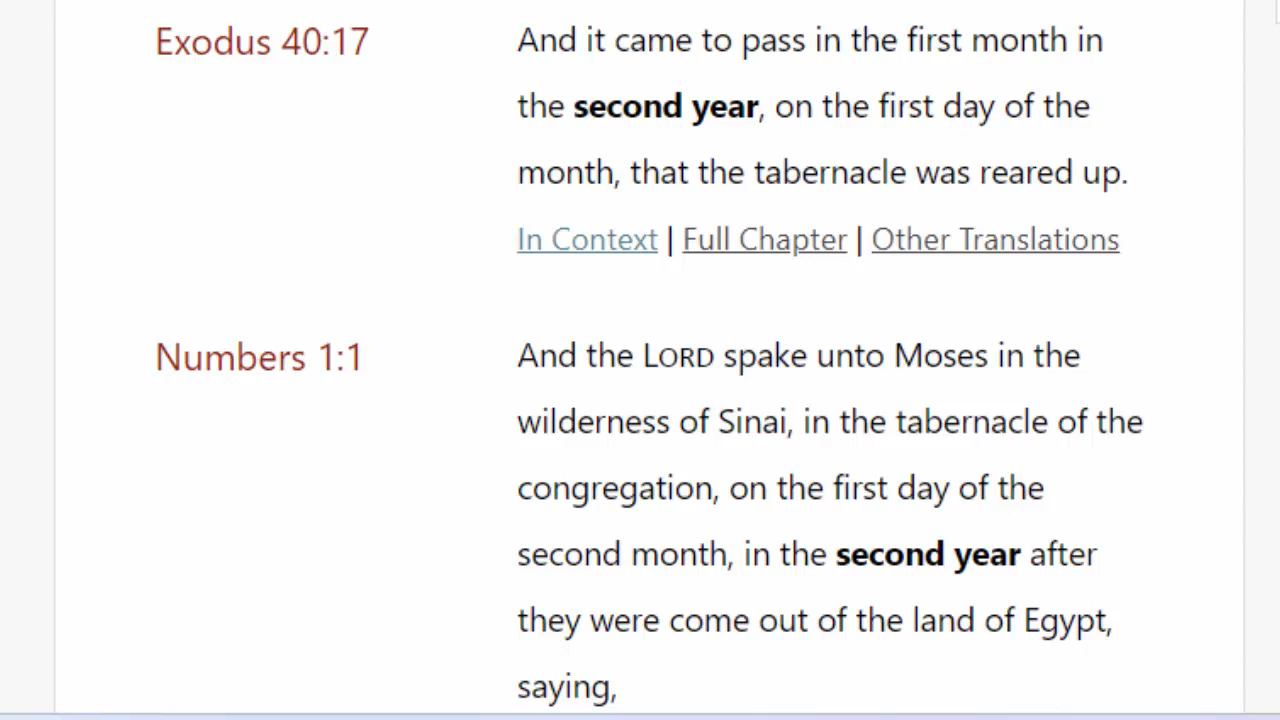 Exodus 40:17
And it came to pass in the first month in
the second year, on the first day of the
month, that the tabernacle was reared up.
In Context | Full Chapter | Other Translations
Numbers 1:1
And the LORD spake unto Moses in the
wilderness of Sinai, in the tabernacle of the
congregation, on the first day of the
second month, in the second year after
they were come out of the land of Egypt,
saying,